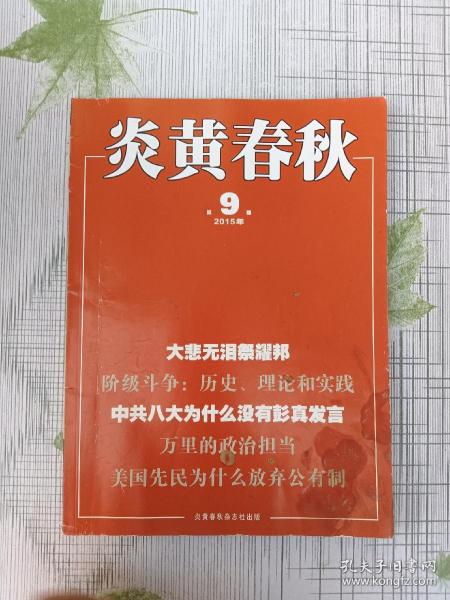 炎黄春秋
第9期
2015年
大悲无泪祭耀邦
阶级斗争：历史、理论和实践
中共八大为什么没有彭真发言
万里的政治担当
美国先民为什么放弃公有制
炎黄春秋杂志社出版
孔夫子旧书网
www.kongfz.com